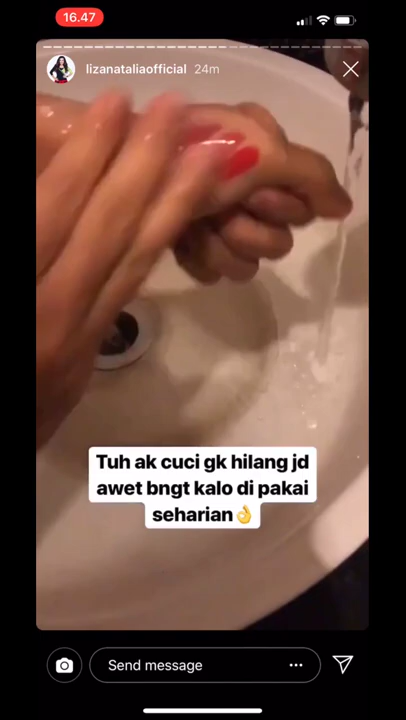 16.47
lizanataliaofficial 24m
Tuh ak cuci gk hilang jd
awet bngt kalo di pakai
seharian👌
Send message